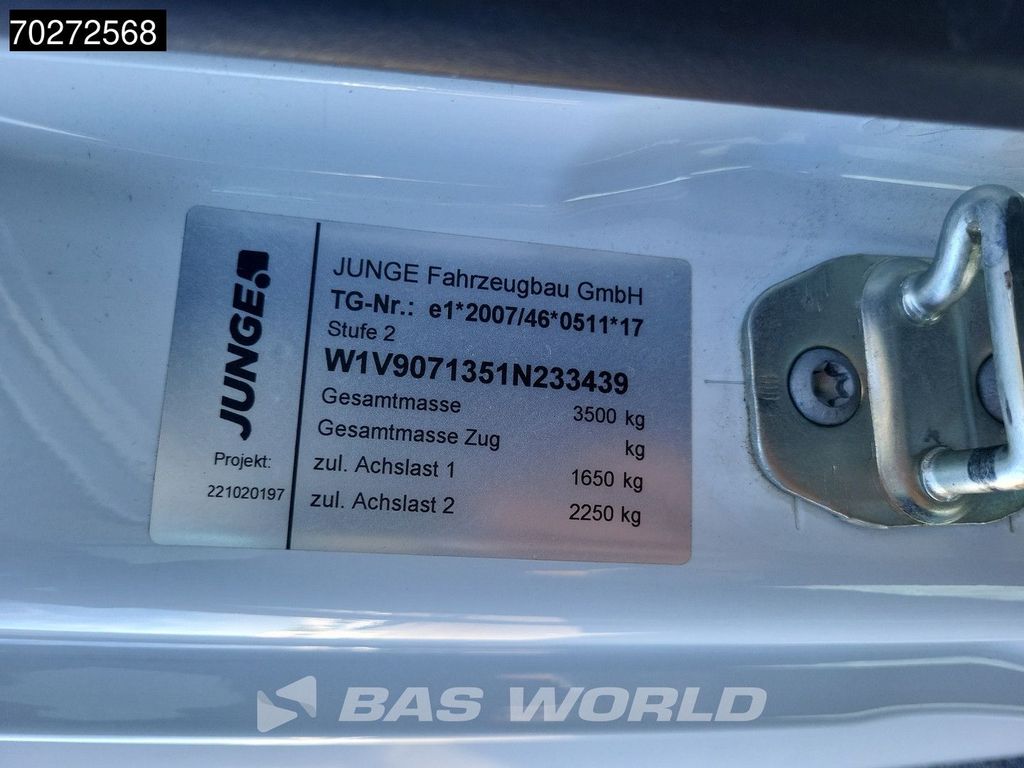 70272568
JUNGE.
Projekt:
221020197
JUNGE Fahrzeugbau GmbH
TG-Nr.: e1*2007/46*0511*17
Stufe 2
W1V9071351N233439
Gesamtmasse 3500 kg
Gesamtmasse Zug kg
zul. Achslast 1 1650 kg
zul. Achslast 2 2250 kg
BAS WORLD